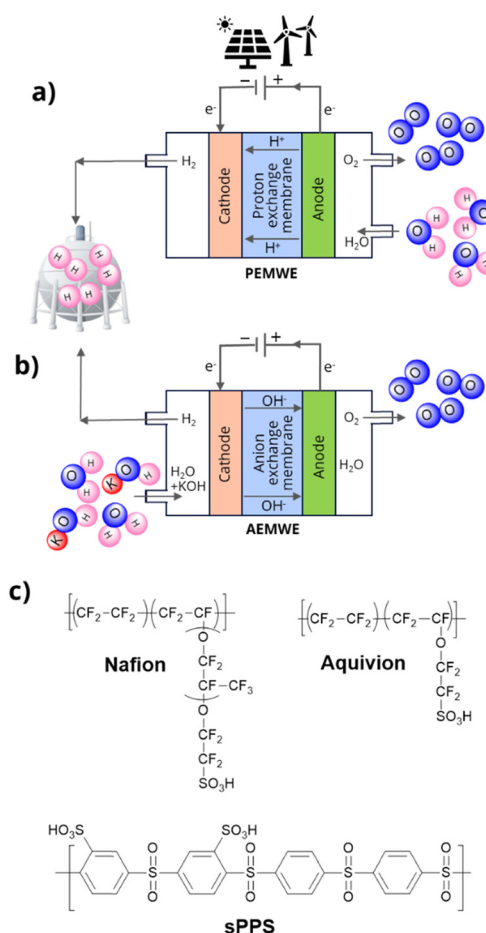 a)
− +
e-
e-
H+
H2
O2
Cathode
Proton exchange membrane
Anode
H+
H2O
PEMWE
O O
O O
O O
H H
O
H
O H
O
H H
H H
H H
H H
b)
− +
e-
e-
OH-
H2
O2
Cathode
Anion exchange membrane
Anode
H2O
+KOH
H2O
OH-
AEMWE
O O
O O
O O
O H
H
K O H
O H
H
O H
K
H
c)
[(CF2−CF2)(CF2−CF)]
O
CF2
CF−CF3
O
CF2
CF2
SO3H
Nafion
[(CF2−CF2)(CF2−CF)]
O
CF2
CF2
SO3H
Aquivion
HO3S
SO3H
O O O O
S S S S
O O O O
sPPS